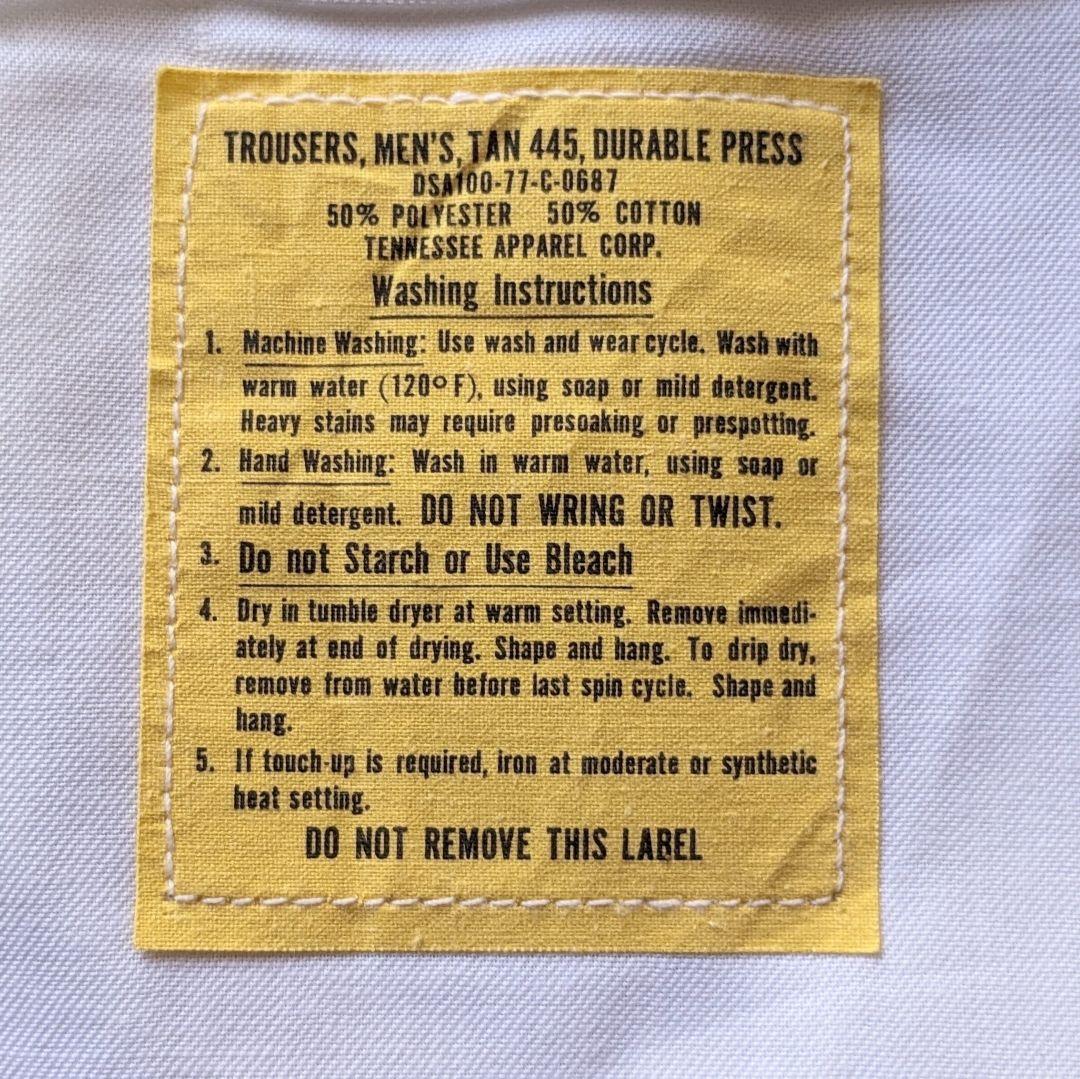 TROUSERS, MEN'S, TAN 445, DURABLE PRESS
DSA100-77-C-0687
50% POLYESTER 50% COTTON
TENNESSEE APPAREL CORP.
Washing Instructions
1. Machine Washing: Use wash and wear cycle. Wash with
warm water (120° F), using soap or mild detergent.
Heavy stains may require presoaking or prespotting.
2. Hand Washing: Wash in warm water, using soap or
mild detergent. DO NOT WRING OR TWIST.
3. Do not Starch or Use Bleach
4. Dry in tumble dryer at warm setting. Remove immedi-
ately at end of drying. Shape and hang. To drip dry,
remove from water before last spin cycle. Shape and
hang.
5. If touch-up is required, iron at moderate or synthetic
heat setting.
DO NOT REMOVE THIS LABEL